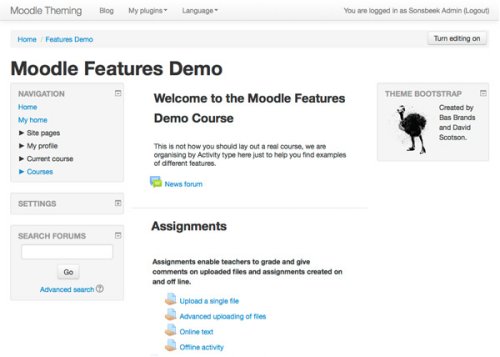 Moodle Theming Blog My plugins Language You are logged in as Sonsbeek Admin (Logout)
Home / Features Demo Turn editing on
Moodle Features Demo
NAVIGATION
Home
My home
Site pages
My profile
Current course
Courses
SETTINGS
SEARCH FORUMS
Go
Advanced search ?
Welcome to the Moodle Features
Demo Course
This is not how you should lay out a real course, we are
organising by Activity type here just to help you find examples
of different features.
News forum
Assignments
Assignments enable teachers to grade and give
comments on uploaded files and assignments created on
and off line.
Upload a single file
Advanced uploading of files
Online text
Offline activity
THEME BOOTSTRAP
Created by
Bas Brands
and David
Scotson.